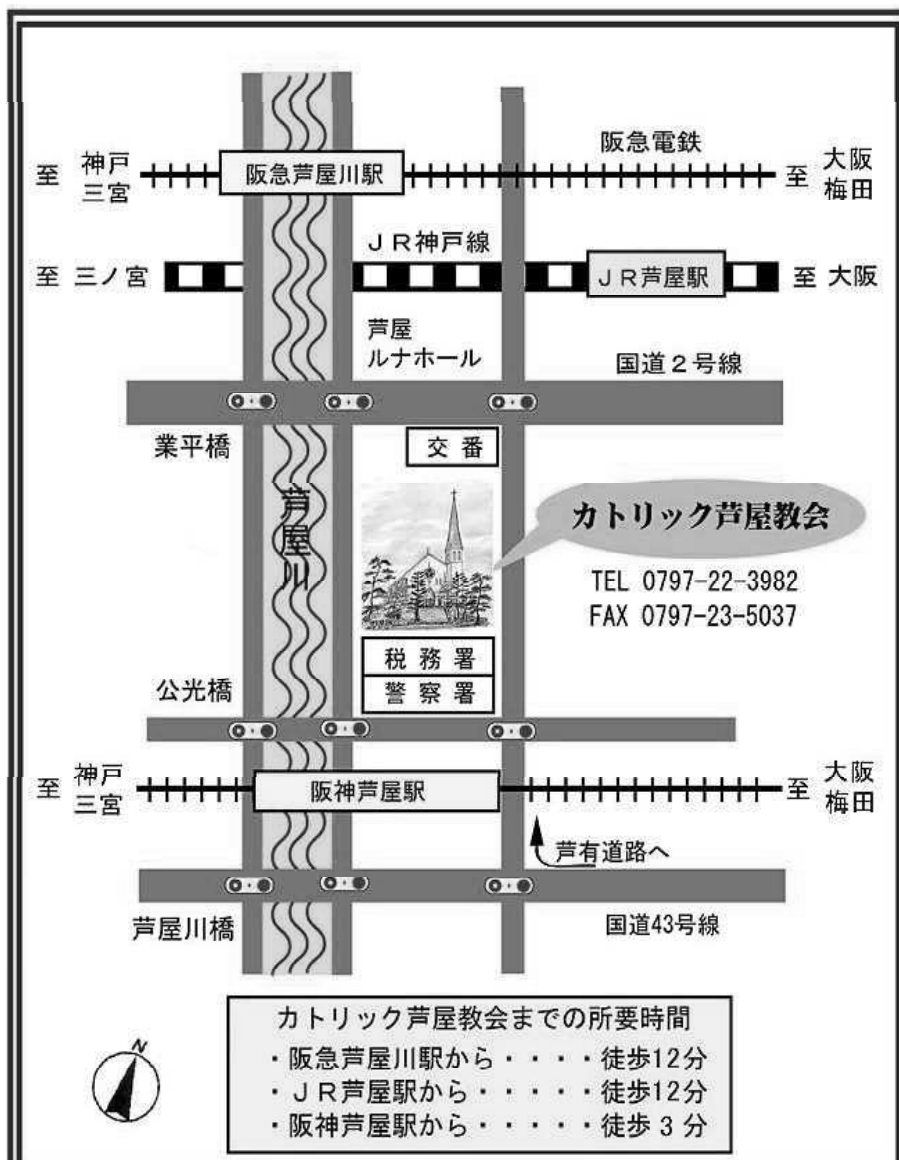 阪急電鉄
至 神戸
三宮
阪急芦屋川駅
至 大阪
梅田
ＪＲ神戸線
至 三ノ宮
ＪＲ芦屋駅
至 大阪
芦屋
ルナホール
国道２号線
業平橋
交 番
芦屋川
カトリック芦屋教会
TEL 0797-22-3982
FAX 0797-23-5037
税 務 署
警 察 署
公光橋
至 神戸
三宮
阪神芦屋駅
至 大阪
梅田
芦有道路へ
芦屋川橋
国道43号線
N
カトリック芦屋教会までの所要時間
・阪急芦屋川駅から・・・・徒歩12分
・ＪＲ芦屋駅から・・・・・徒歩12分
・阪神芦屋駅から・・・・・徒歩 3 分